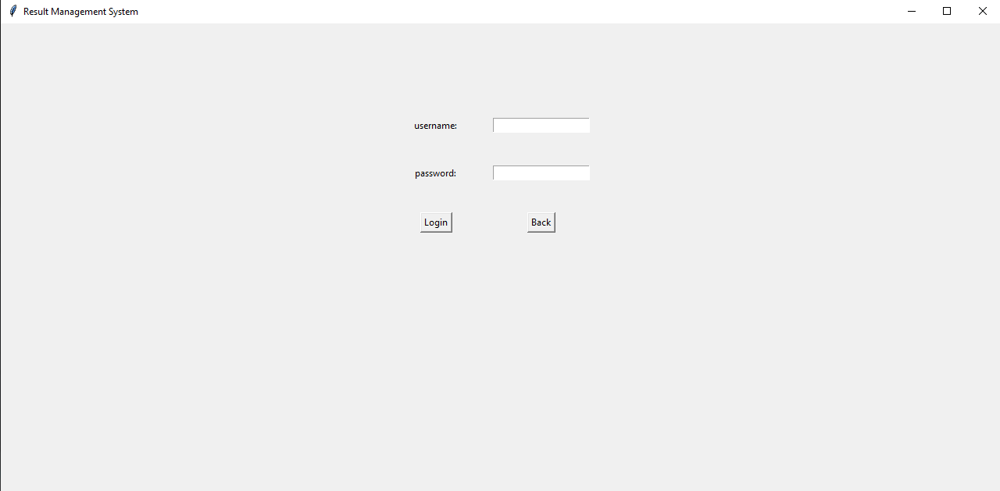 Result Management System
username:
password:
Login Back